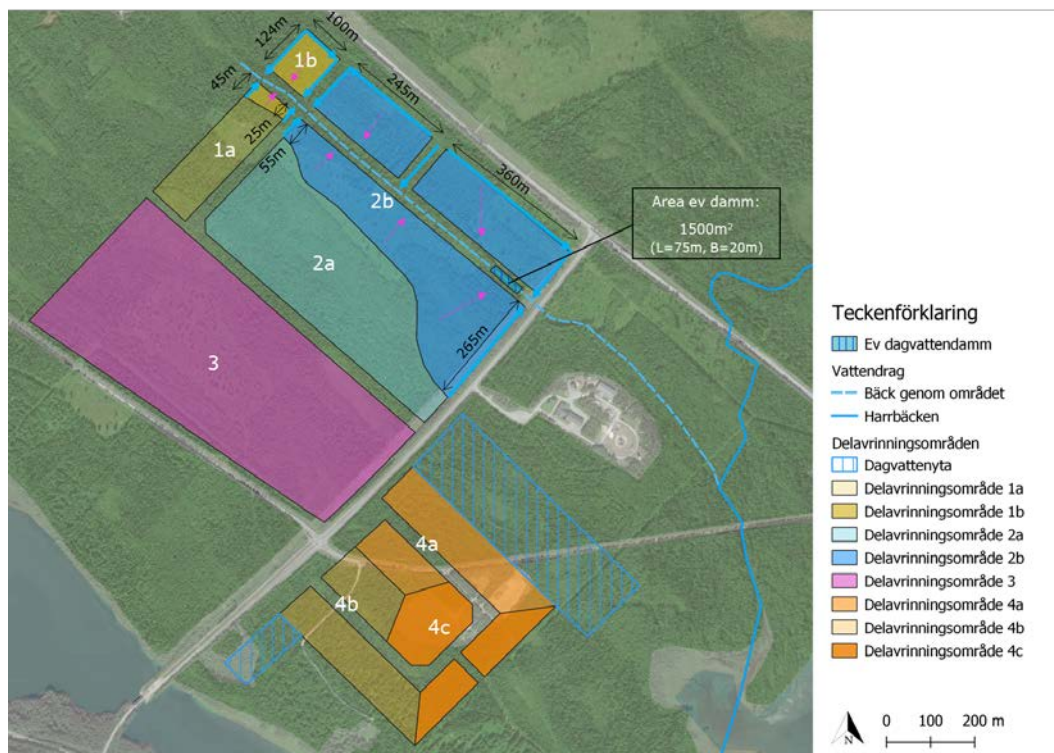 124m
100m
1b
45m
245m
25m
1a
55m
360m
2b
Area ev damm:
1500m²
(L=75m, B=20m)
2a
265m
3
4a
4b
4c
Teckenförklaring
Ev dagvattendamm
Vattendrag
Bäck genom området
Harrbäcken
Delavrinningsområden
Dagvattenyta
Delavrinningsområde 1a
Delavrinningsområde 1b
Delavrinningsområde 2a
Delavrinningsområde 2b
Delavrinningsområde 3
Delavrinningsområde 4a
Delavrinningsområde 4b
Delavrinningsområde 4c
N
0 100 200 m